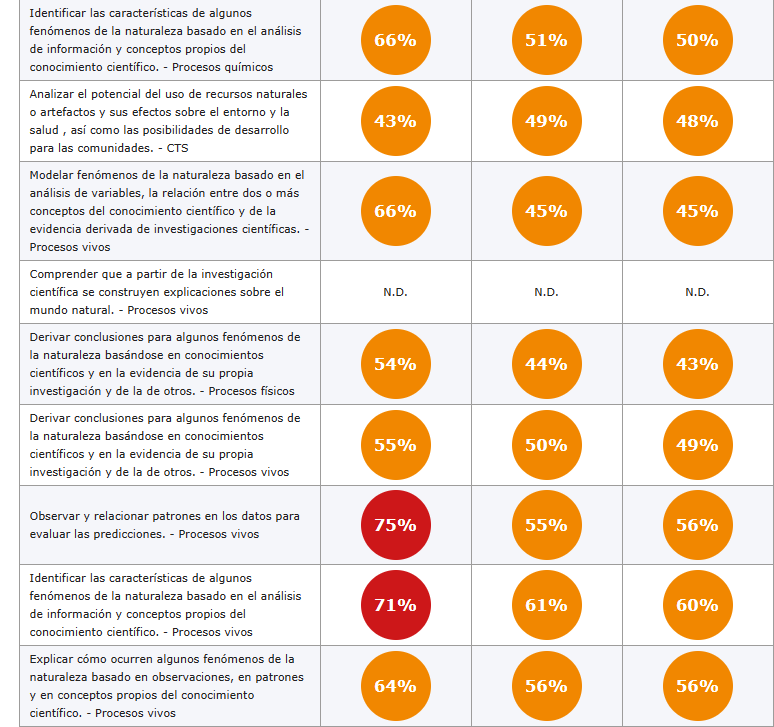 Identificar las características de algunos
fenómenos de la naturaleza basado en el análisis
de información y conceptos propios del
conocimiento científico. - Procesos químicos
66% 51% 50%
Analizar el potencial del uso de recursos naturales
o artefactos y sus efectos sobre el entorno y la
salud , así como las posibilidades de desarrollo
para las comunidades. - CTS
43% 49% 48%
Modelar fenómenos de la naturaleza basado en el
análisis de variables, la relación entre dos o más
conceptos del conocimiento científico y de la
evidencia derivada de investigaciones científicas. -
Procesos vivos
66% 45% 45%
Comprender que a partir de la investigación
científica se construyen explicaciones sobre el
mundo natural. - Procesos vivos
N.D. N.D. N.D.
Derivar conclusiones para algunos fenómenos de
la naturaleza basándose en conocimientos
científicos y en la evidencia de su propia
investigación y de la de otros. - Procesos físicos
54% 44% 43%
Derivar conclusiones para algunos fenómenos de
la naturaleza basándose en conocimientos
científicos y en la evidencia de su propia
investigación y de la de otros. - Procesos vivos
55% 50% 49%
Observar y relacionar patrones en los datos para
evaluar las predicciones. - Procesos vivos
75% 55% 56%
Identificar las características de algunos
fenómenos de la naturaleza basado en el análisis
de información y conceptos propios del
conocimiento científico. - Procesos vivos
71% 61% 60%
Explicar cómo ocurren algunos fenómenos de la
naturaleza basado en observaciones, en patrones
y en conceptos propios del conocimiento
científico. - Procesos vivos
64% 56% 56%